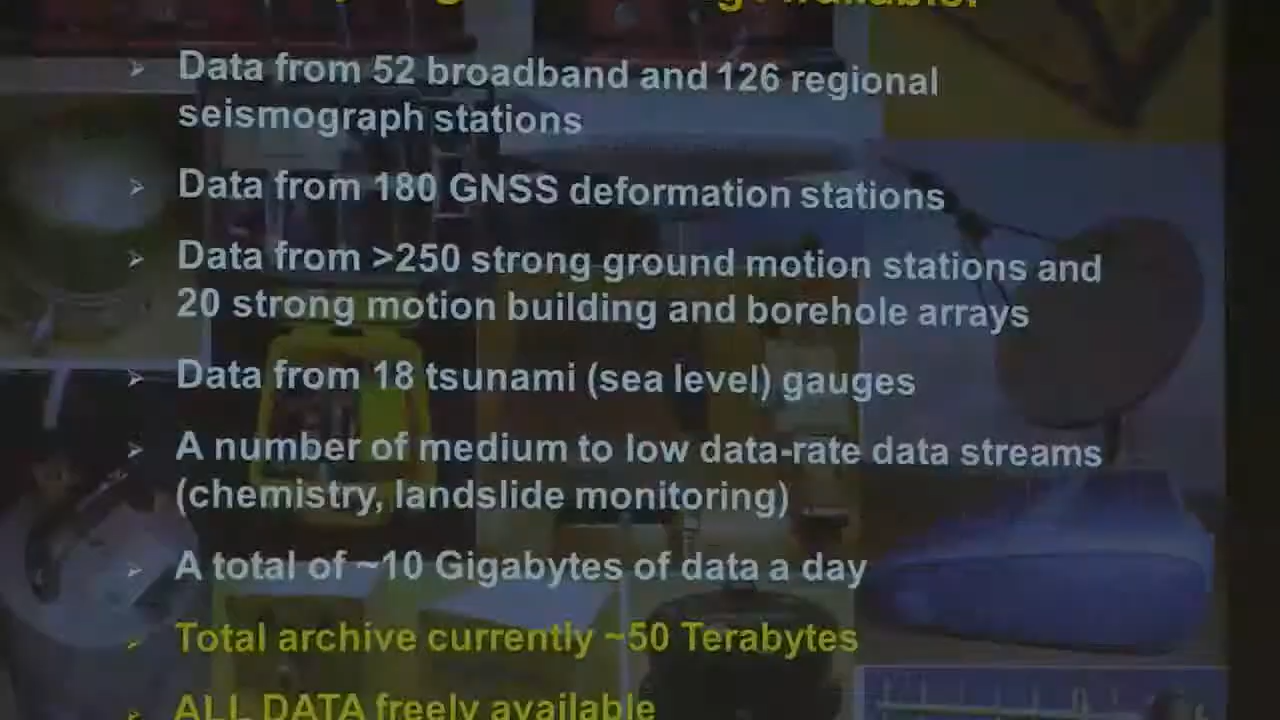 Data from 52 broadband and 126 regional
seismograph stations
Data from 180 GNSS deformation stations
Data from >250 strong ground motion stations and
20 strong motion building and borehole arrays
Data from 18 tsunami (sea level) gauges
A number of medium to low data-rate data streams
(chemistry, landslide monitoring)
A total of ~10 Gigabytes of data a day
Total archive currently ~50 Terabytes
ALL DATA freely available